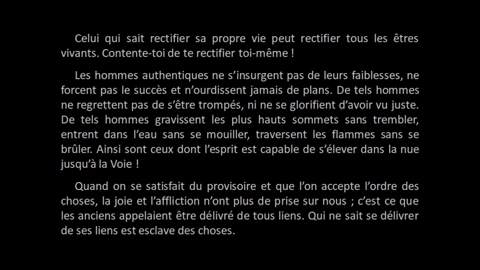 Celui qui sait rectifier sa propre vie peut rectifier tous les êtres
vivants. Contente-toi de te rectifier toi-même !
Les hommes authentiques ne s'insurgent pas de leurs faiblesses, ne
forcent pas le succès et n'ourdissent jamais de plans. De tels hommes
ne regrettent pas de s'être trompés, ni ne se glorifient d'avoir vu juste.
De tels hommes gravissent les plus hauts sommets sans trembler,
entrent dans l'eau sans se mouiller, traversent les flammes sans se
brûler. Ainsi sont ceux dont l'esprit est capable de s'élever dans la nue
jusqu'à la Voie !
Quand on se satisfait du provisoire et que l'on accepte l'ordre des
choses, la joie et l'affliction n'ont plus de prise sur nous ; c'est ce que
les anciens appelaient être délivré de tous liens. Qui ne sait se délivrer
de ses liens est esclave des choses.